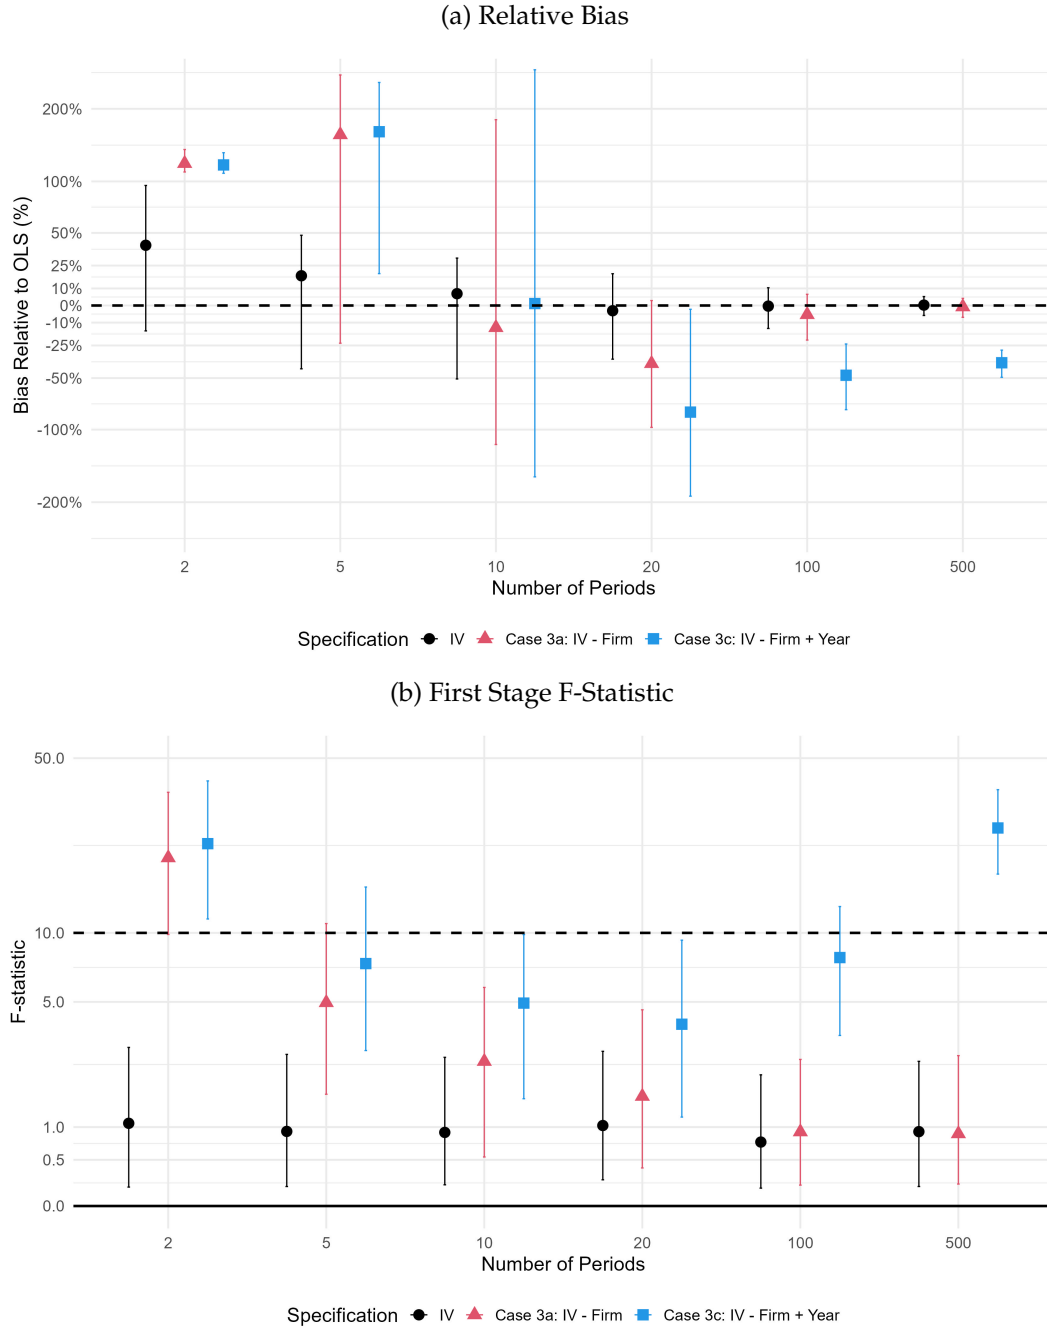 (a) Relative Bias
Bias Relative to OLS (%)
200%
100%
50%
25%
10%
0%
-10%
-25%
-50%
-100%
-200%
2 5 10 20 100 500
Number of Periods
Specification IV Case 3a: IV - Firm Case 3c: IV - Firm + Year
(b) First Stage F-Statistic
F-statistic
50.0
10.0
5.0
1.0
0.5
0.0
2 5 10 20 100 500
Number of Periods
Specification IV Case 3a: IV - Firm Case 3c: IV - Firm + Year